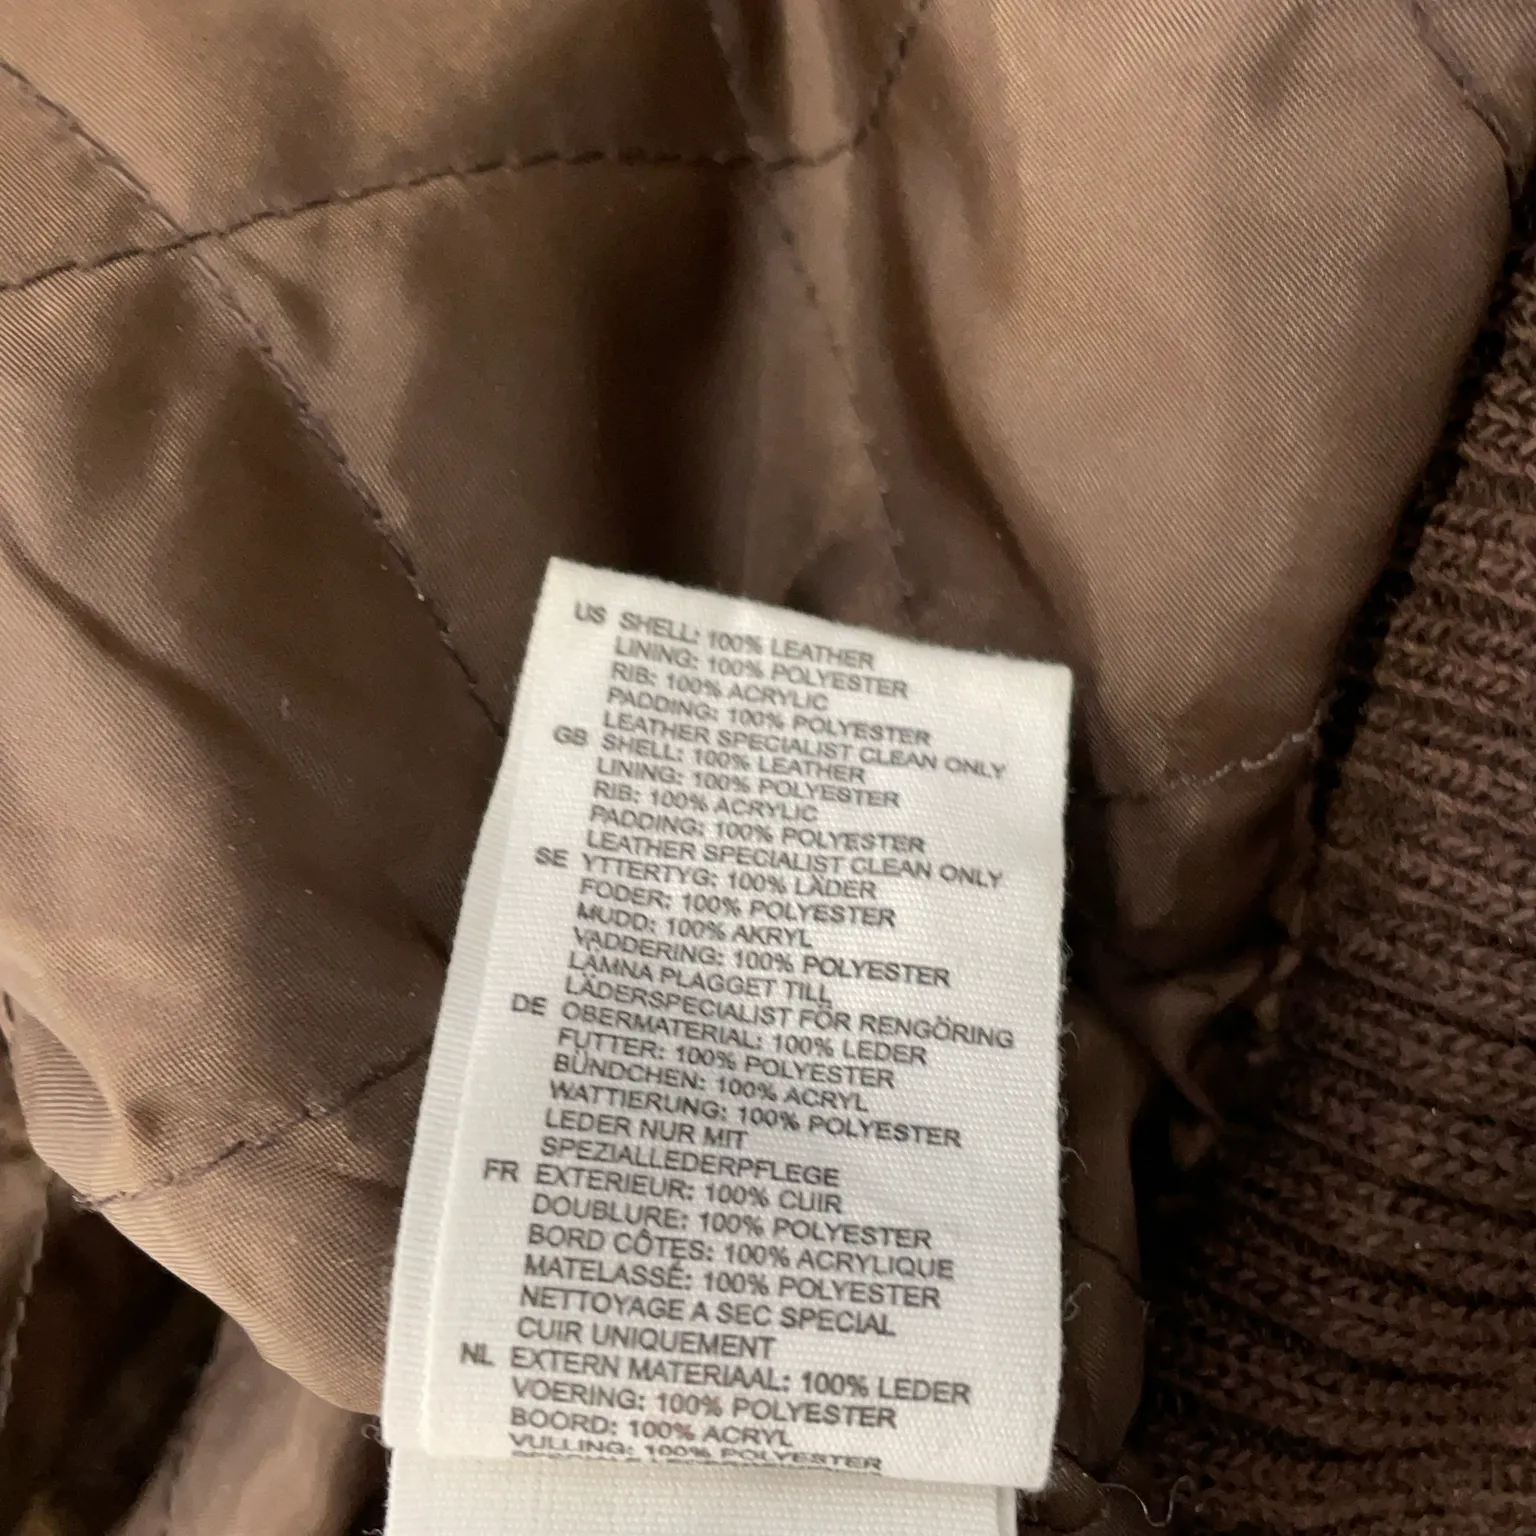 US SHELL: 100% LEATHER
LINING: 100% POLYESTER
RIB: 100% ACRYLIC
PADDING: 100% POLYESTER
LEATHER SPECIALIST CLEAN ONLY
GB SHELL: 100% LEATHER
LINING: 100% POLYESTER
RIB: 100% ACRYLIC
PADDING: 100% POLYESTER
LEATHER SPECIALIST CLEAN ONLY
SE YTTERTYG: 100% LÄDER
FODER: 100% POLYESTER
MUDD: 100% AKRYL
VADDERING: 100% POLYESTER
LÄMNA PLAGGET TILL
LÄDERSPECIALIST FÖR RENGÖRING
DE OBERMATERIAL: 100% LEDER
FUTTER: 100% POLYESTER
BÜNDCHEN: 100% ACRYL
WATTIERUNG: 100% POLYESTER
LEDER NUR MIT
SPEZIALLEDERPFLEGE
FR EXTERIEUR: 100% CUIR
DOUBLURE: 100% POLYESTER
BORD CÔTES: 100% ACRYLIQUE
MATELASSÉ: 100% POLYESTER
NETTOYAGE A SEC SPECIAL
CUIR UNIQUEMENT
NL EXTERN MATERIAAL: 100% LEDER
VOERING: 100% POLYESTER
BOORD: 100% ACRYL
VULLING: 100% POLYESTER